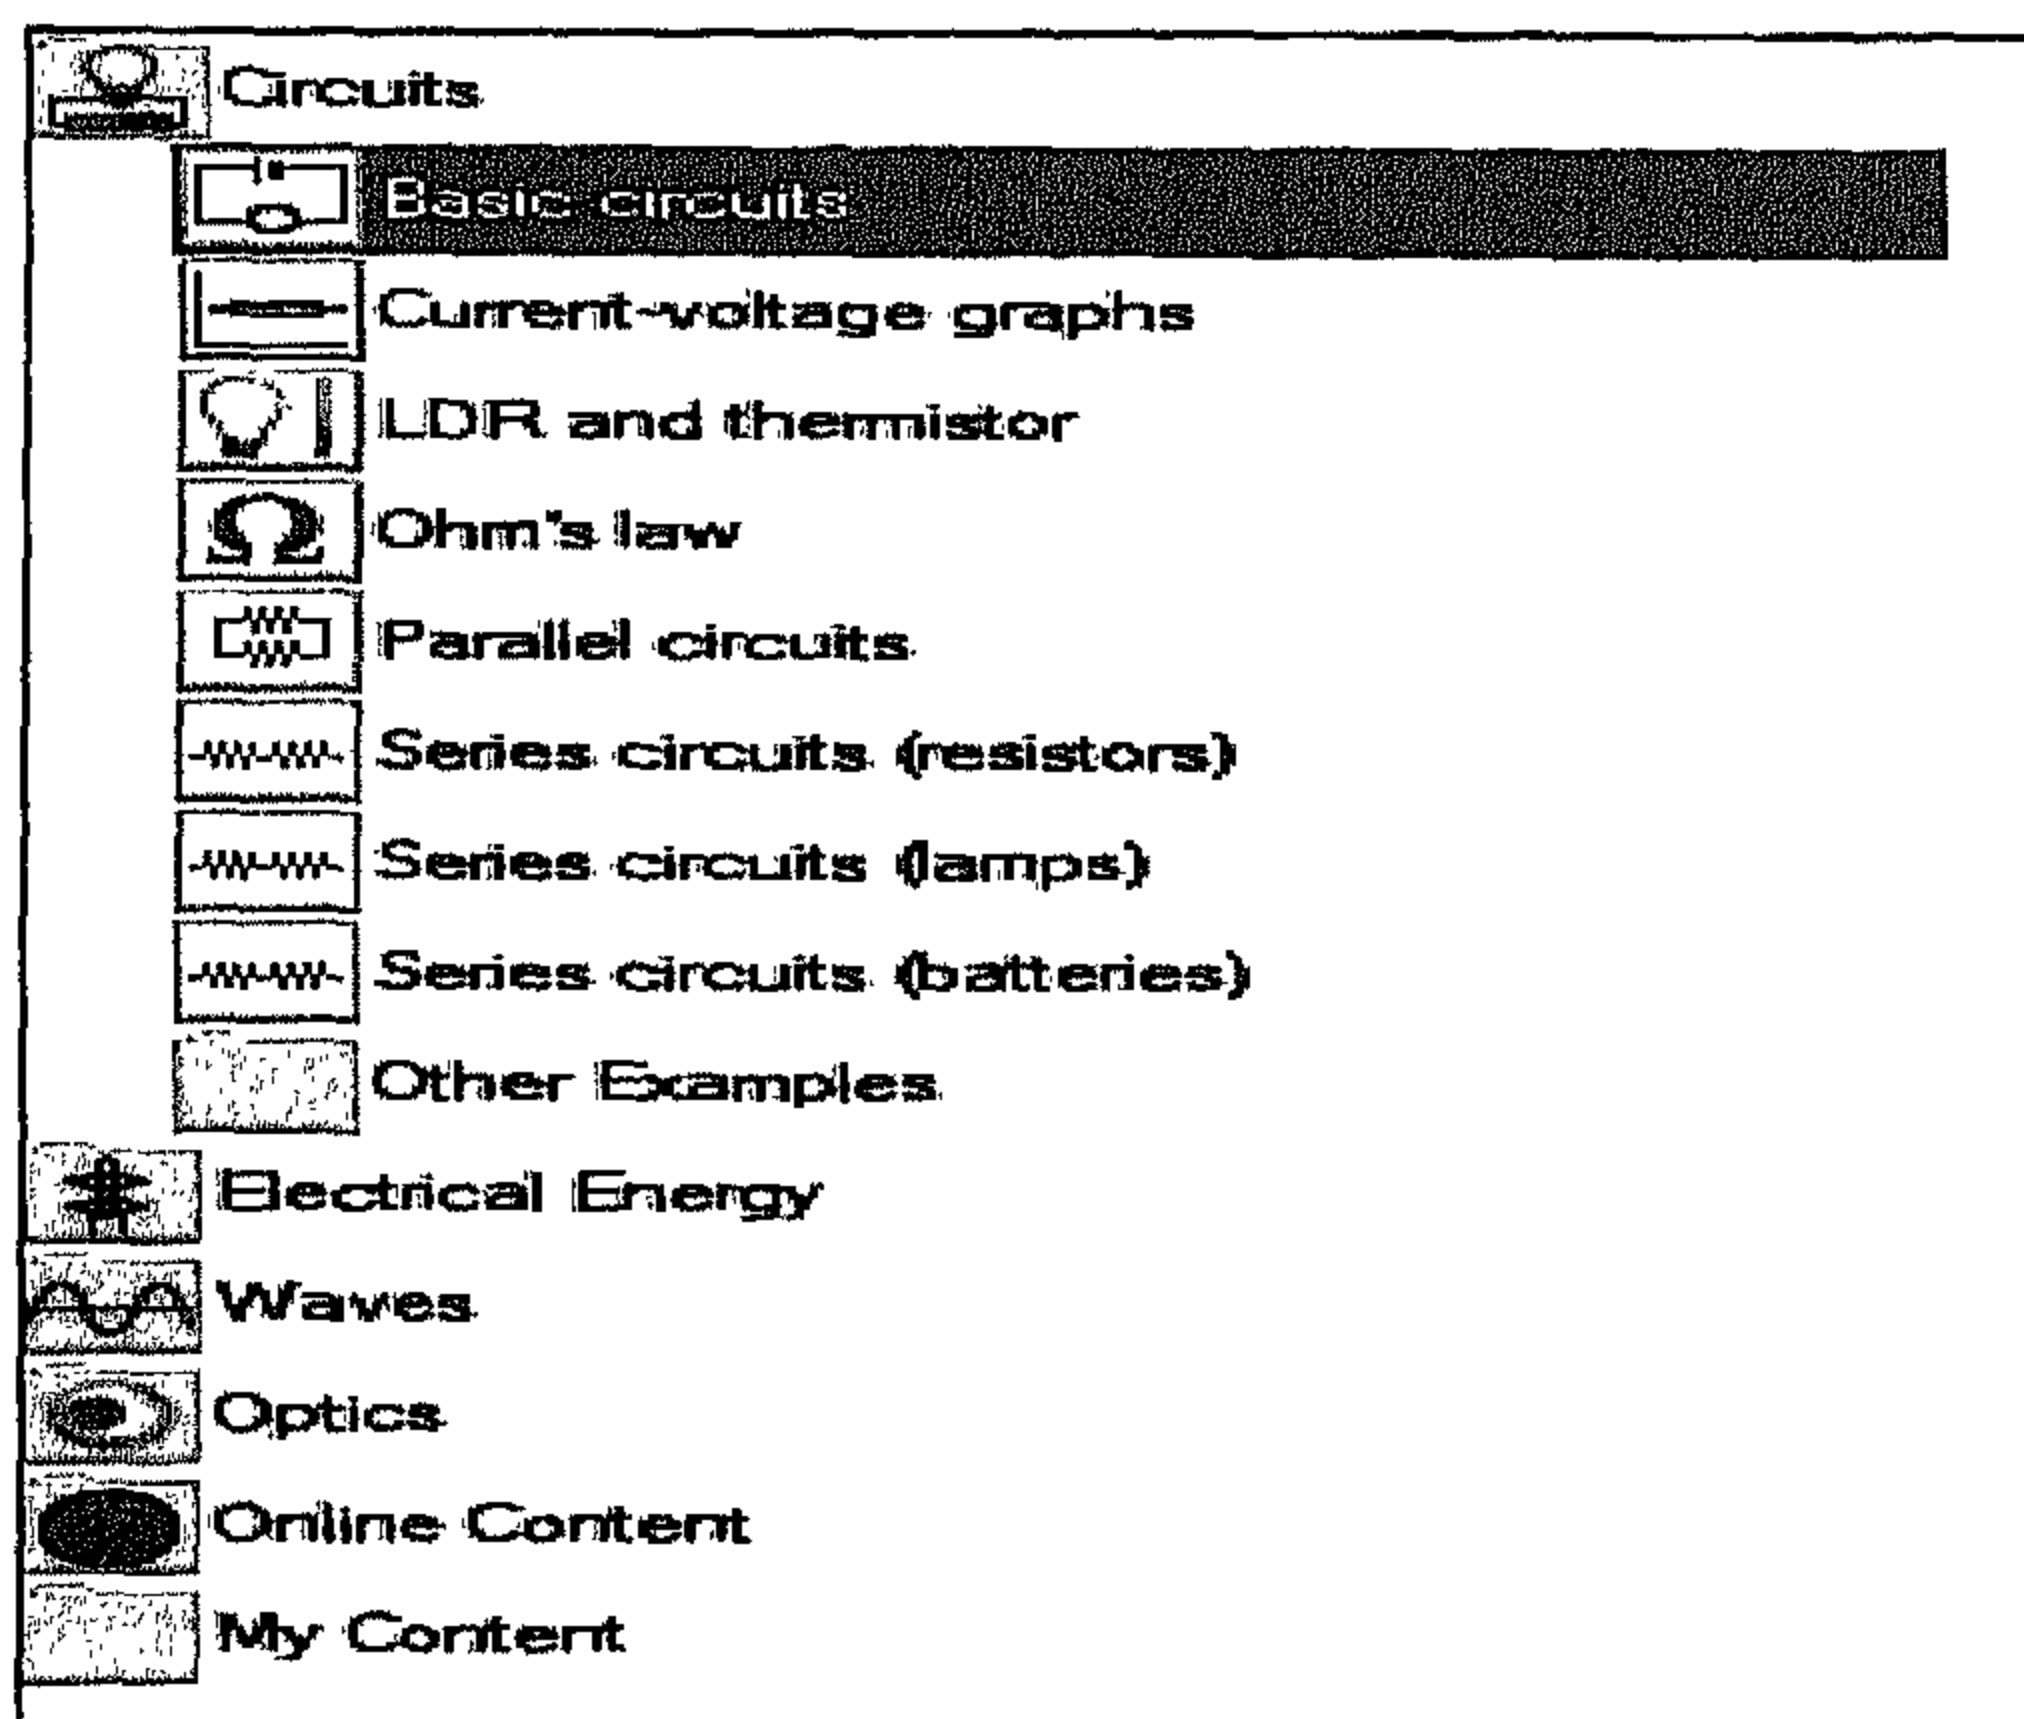 Circuits
Basic circuits
Current-voltage graphs
LDR and thermistor
Ohm's law
Parallel circuits
Series circuits (resistors)
Series circuits (lamps)
Series circuits (batteries)
Other Examples
Electrical Energy
Waves
Optics
Online Content
My Content